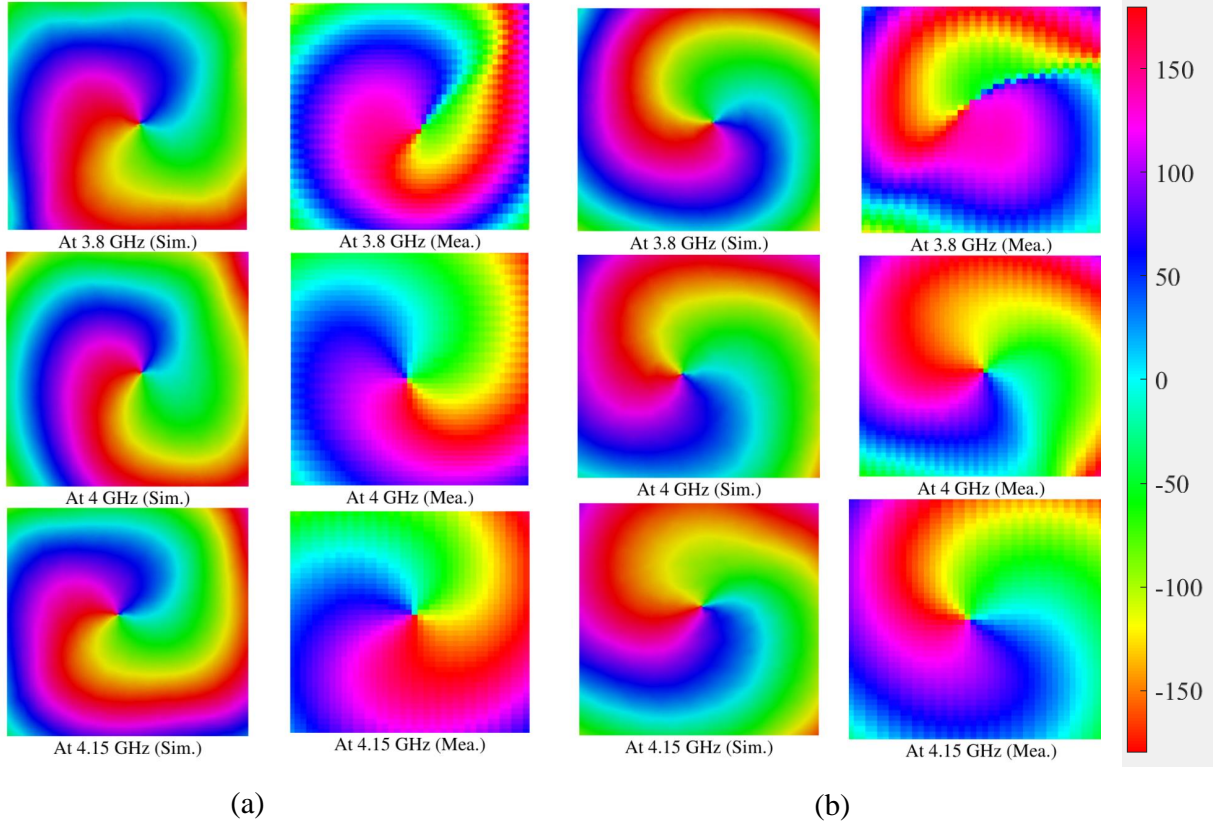 At 3.8 GHz (Sim.)
At 3.8 GHz (Mea.)
At 3.8 GHz (Sim.)
At 3.8 GHz (Mea.)
At 4 GHz (Sim.)
At 4 GHz (Mea.)
At 4 GHz (Sim.)
At 4 GHz (Mea.)
At 4.15 GHz (Sim.)
At 4.15 GHz (Mea.)
At 4.15 GHz (Sim.)
At 4.15 GHz (Mea.)
150
100
50
0
-50
-100
-150
(a)
(b)